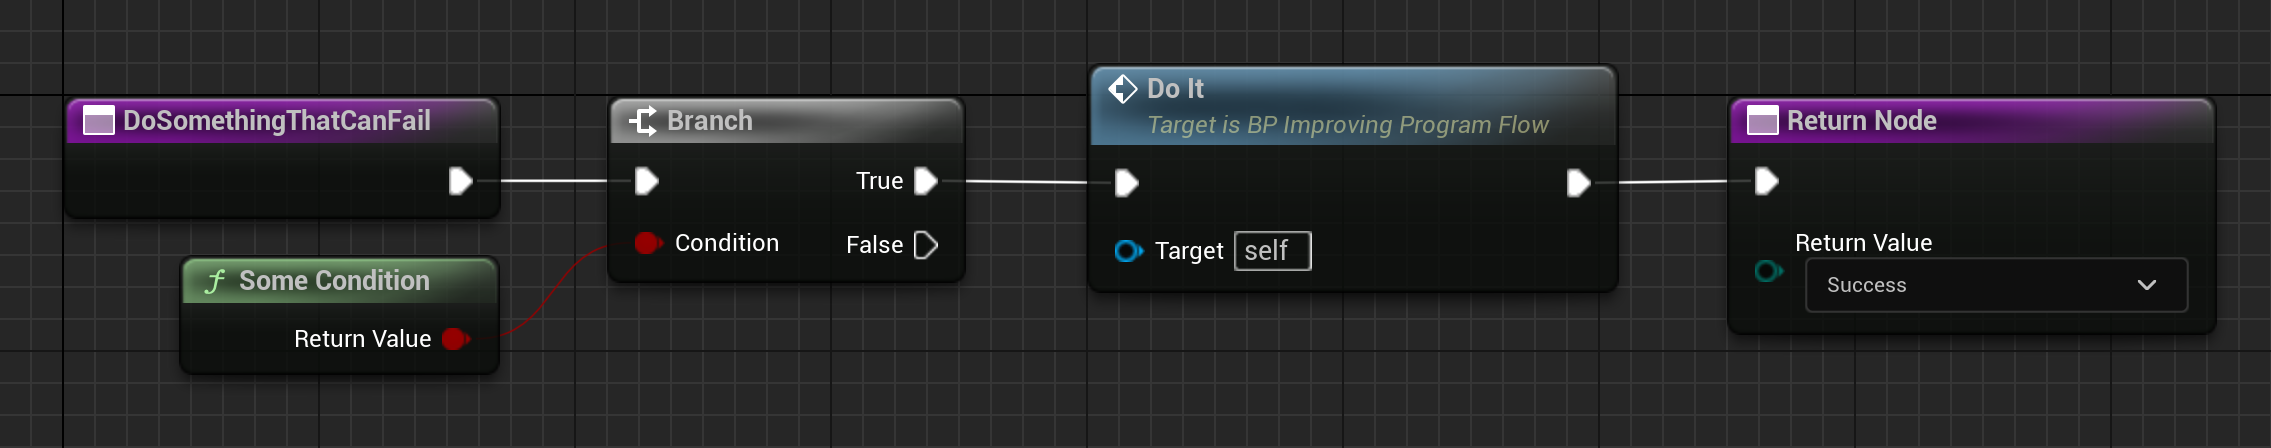 DoSomethingThatCanFail
Some Condition
Return Value
Branch
True
Condition
False
Do It
Target is BP Improving Program Flow
Target self
Return Node
Return Value
Success